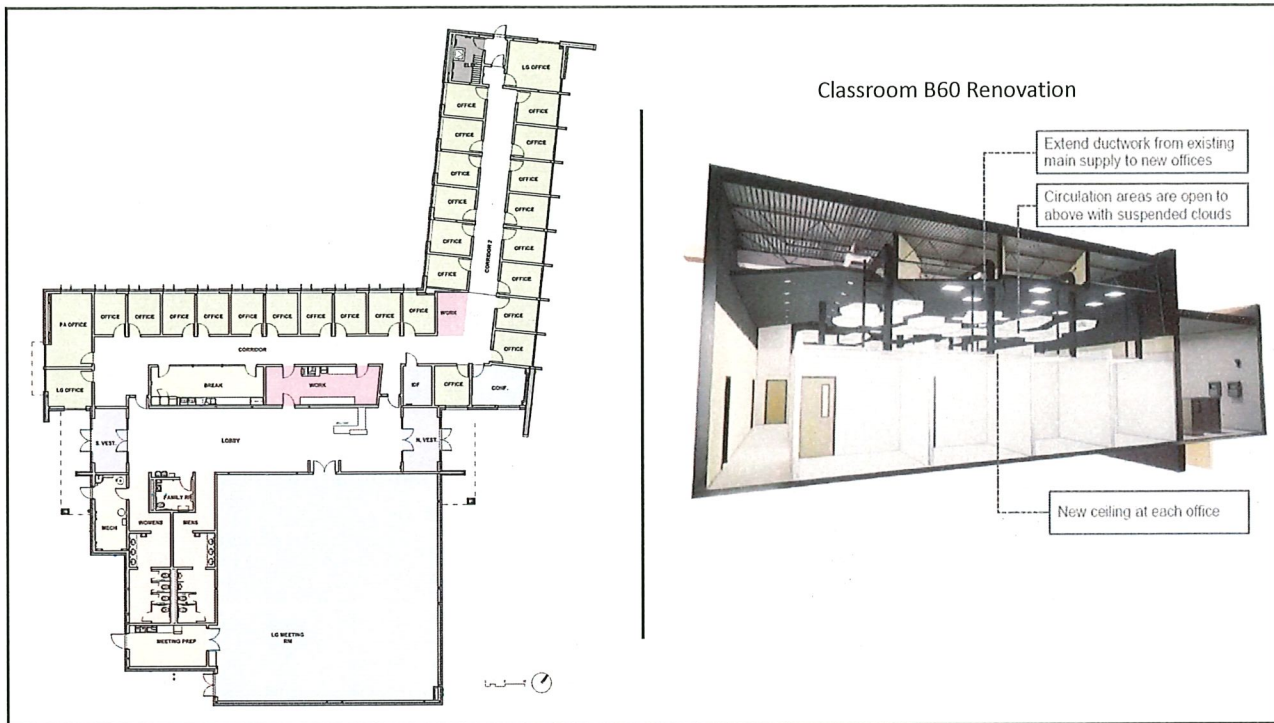 Classroom B60 Renovation
Extend ductwork from existing
main supply to new offices
Circulation areas are open to
above with suspended clouds
New ceiling at each office
LG OFFICE
OFFICE
OFFICE
OFFICE
OFFICE
OFFICE
OFFICE
OFFICE
OFFICE
OFFICE
OFFICE
OFFICE
OFFICE
OFFICE
OFFICE
CORRIDOR 2
WORK
PA OFFICE
OFFICE
OFFICE
OFFICE
OFFICE
OFFICE
OFFICE
OFFICE
OFFICE
OFFICE
OFFICE
CORRIDOR
LG OFFICE
BREAK
WORK
IDF
OFFICE
CONF.
S. VEST.
LOBBY
N. VEST.
FAMILY RR
MECH
WOMENS
MENS
MEETING PREP
LG MEETING
RM